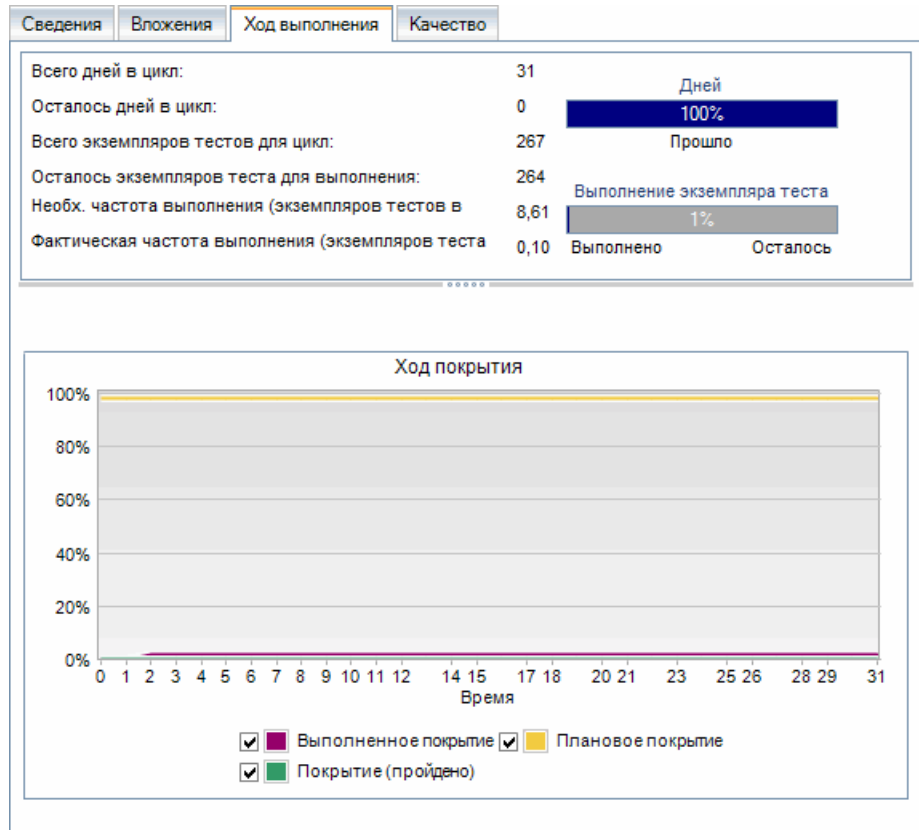 Сведения Вложения Ход выполнения Качество
Всего дней в цикл: 31
Дней
Осталось дней в цикл: 0
100%
Всего экземпляров тестов для цикл: 267
Прошло
Осталось экземпляров теста для выполнения: 264
Выполнение экземпляра теста
Необх. частота выполнения (экземпляров тестов в 8,61
1%
Фактическая частота выполнения (экземпляров теста 0,10
Выполнено Осталось
Ход покрытия
100%
80%
60%
40%
20%
0%
0 1 2 3 4 5 6 7 8 9 10 11 12 14 15 17 18 20 21 23 25 26 28 29 31
Время
Выполненное покрытие Плановое покрытие
Покрытие (пройдено)